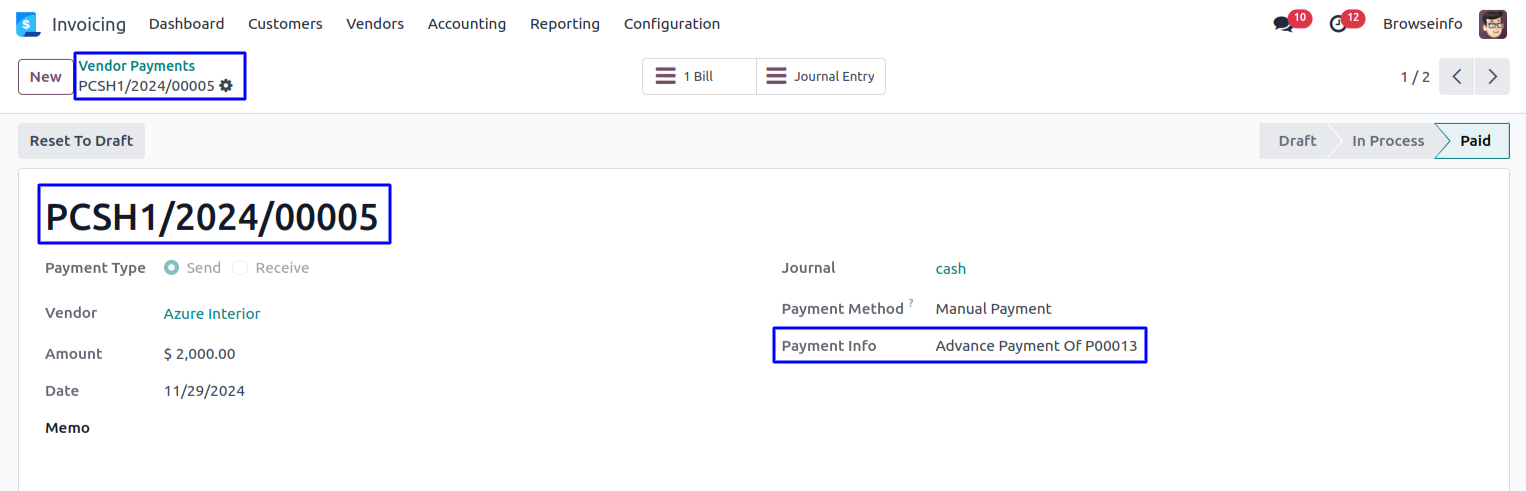 Invoicing Dashboard Customers Vendors Accounting Reporting Configuration 10 12 Browseinfo
New
Vendor Payments
PCSH1/2024/00005
1 Bill Journal Entry 1 / 2
Reset To Draft Draft In Process Paid
PCSH1/2024/00005
Payment Type Send Receive
Vendor Azure Interior
Amount $ 2,000.00
Date 11/29/2024
Memo
Journal cash
Payment Method ? Manual Payment
Payment Info Advance Payment Of P00013